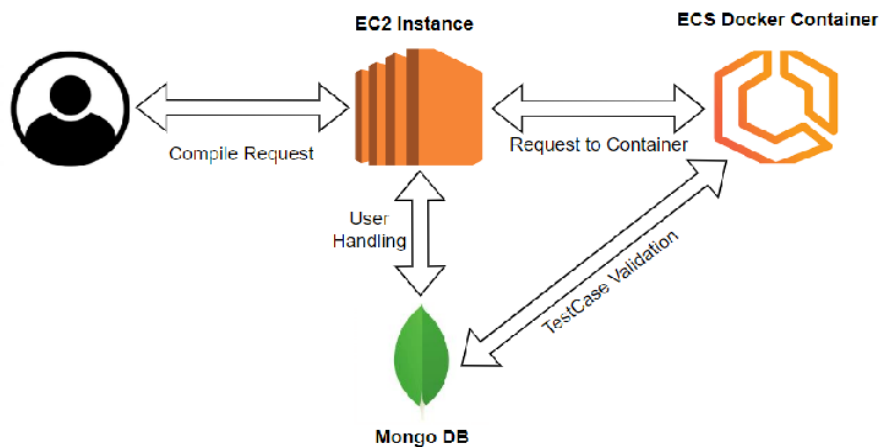 EC2 Instance
ECS Docker Container
Compile Request
Request to Container
User
Handling
TestCase Validation
Mongo DB